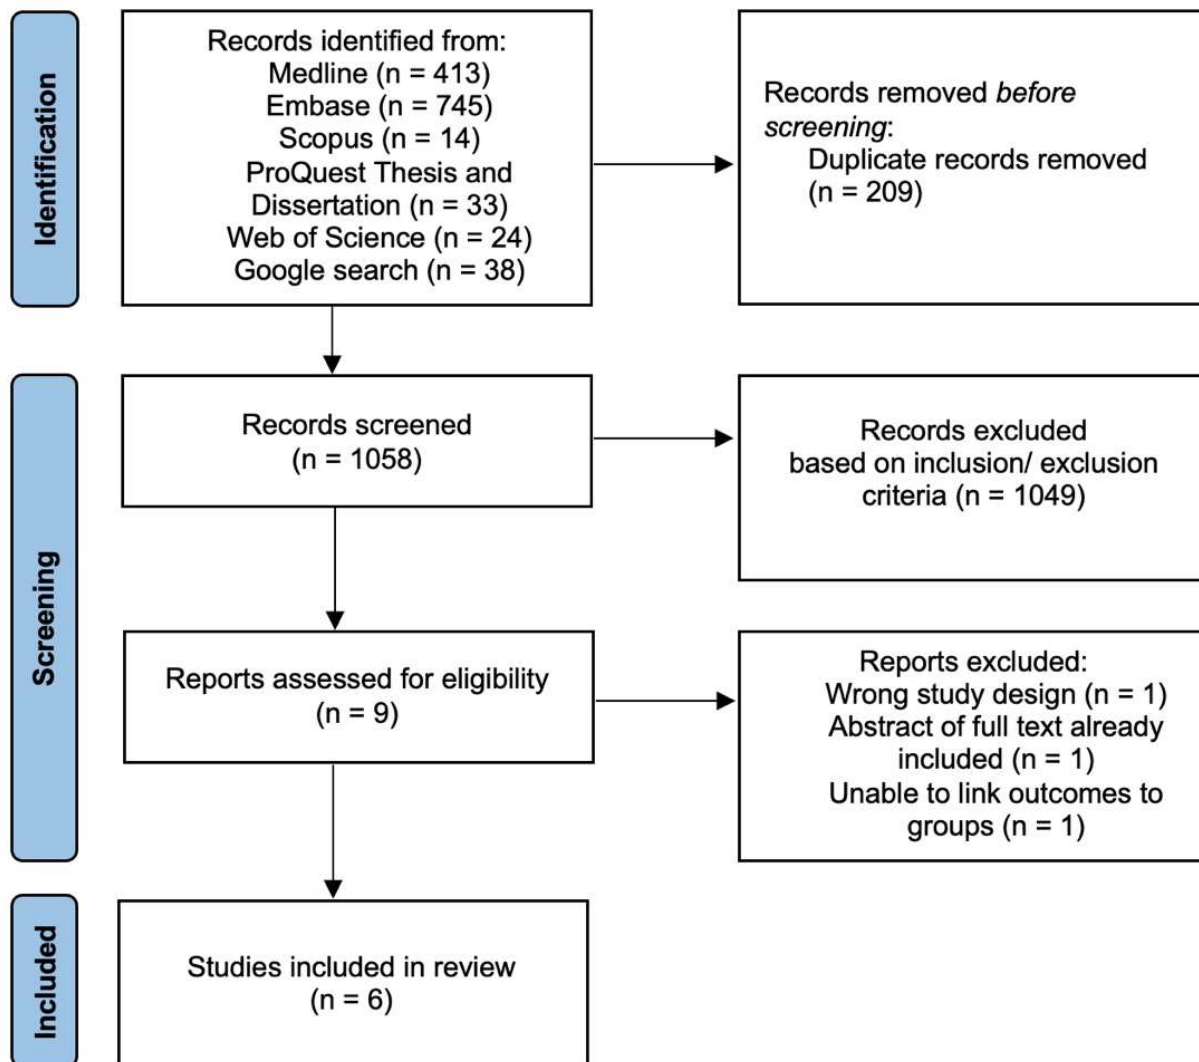 Identification
Records identified from:
Medline (n = 413)
Embase (n = 745)
Scopus (n = 14)
ProQuest Thesis and
Dissertation (n = 33)
Web of Science (n = 24)
Google search (n = 38)
Records removed before
screening:
Duplicate records removed
(n = 209)
Screening
Records screened
(n = 1058)
Records excluded
based on inclusion/ exclusion
criteria (n = 1049)
Reports assessed for eligibility
(n = 9)
Reports excluded:
Wrong study design (n = 1)
Abstract of full text already
included (n = 1)
Unable to link outcomes to
groups (n = 1)
Included
Studies included in review
(n = 6)